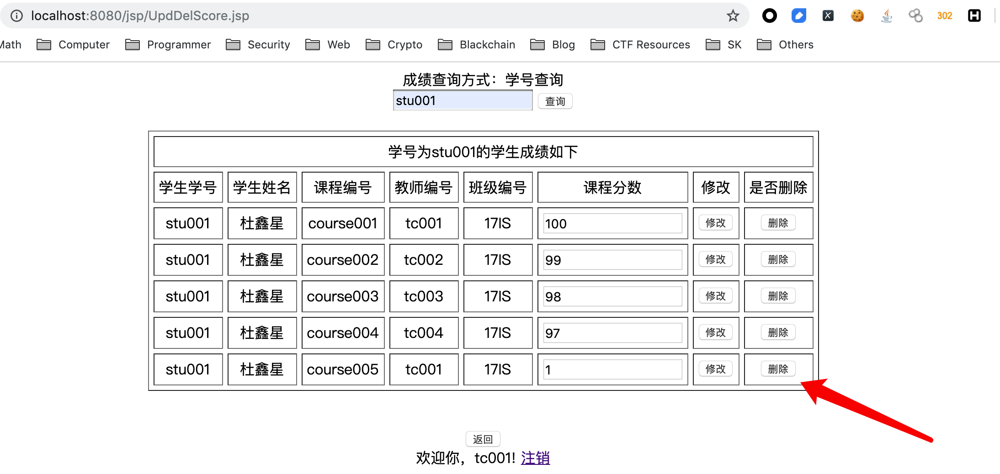 localhost:8080/jsp/UpdDelScore.jsp
302
Math Computer Programmer Security Web Crypto Blackchain Blog CTF Resources SK Others
成绩查询方式：学号查询
stu001 查询
学号为stu001的学生成绩如下
学生学号 学生姓名 课程编号 教师编号 班级编号 课程分数 修改 是否删除
stu001 杜鑫星 course001 tc001 17IS 100 修改 删除
stu001 杜鑫星 course002 tc002 17IS 99 修改 删除
stu001 杜鑫星 course003 tc003 17IS 98 修改 删除
stu001 杜鑫星 course004 tc004 17IS 97 修改 删除
stu001 杜鑫星 course005 tc001 17IS 1 修改 删除
返回
欢迎你，tc001! 注销